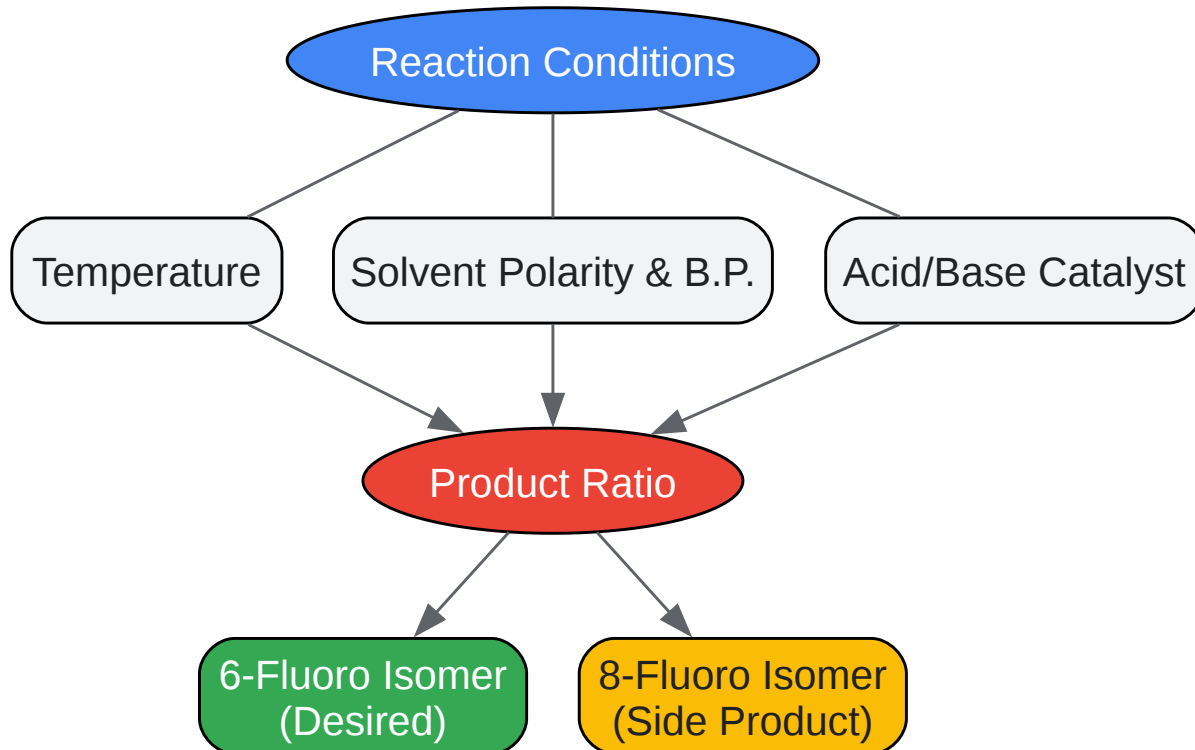 Reaction Conditions
Temperature
Solvent Polarity & B.P.
Acid/Base Catalyst
Product Ratio
6-Fluoro Isomer
(Desired)
8-Fluoro Isomer
(Side Product)